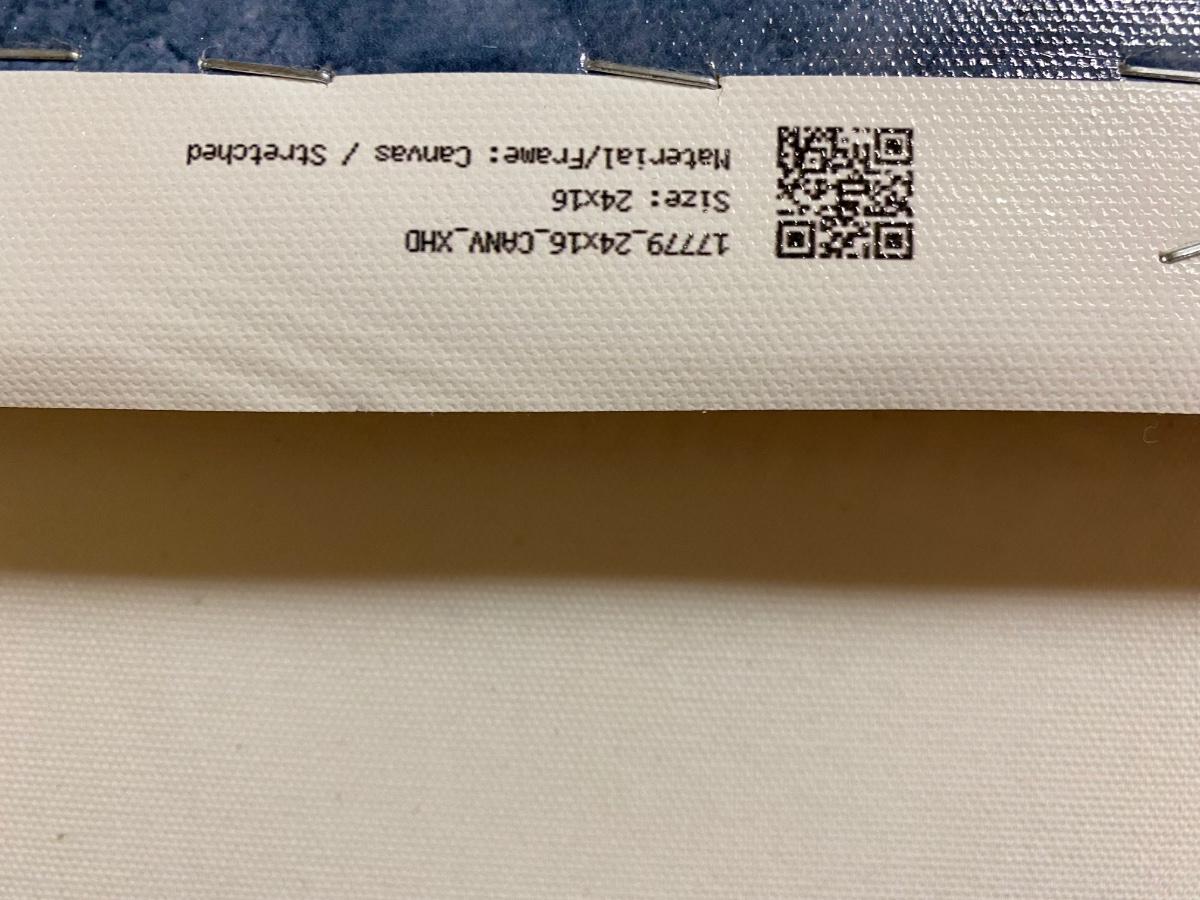 17779_24x16_CANV_XHD
Size: 24x16
Material/Frame: Canvas / Stretched